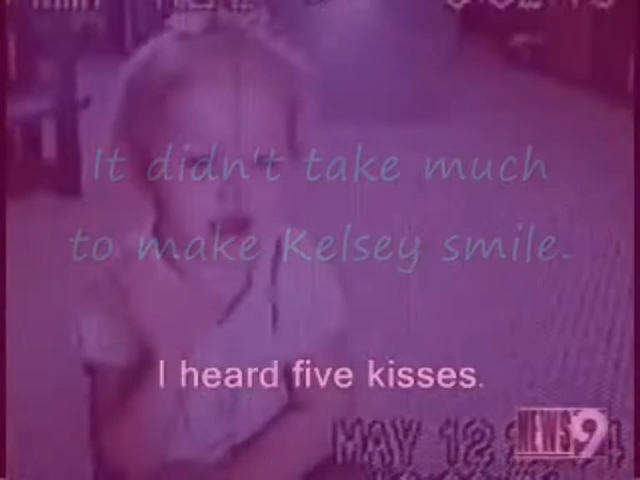 It didn't take much
to make Kelsey smile.
I heard five kisses.
MAY 12
NEWS 9